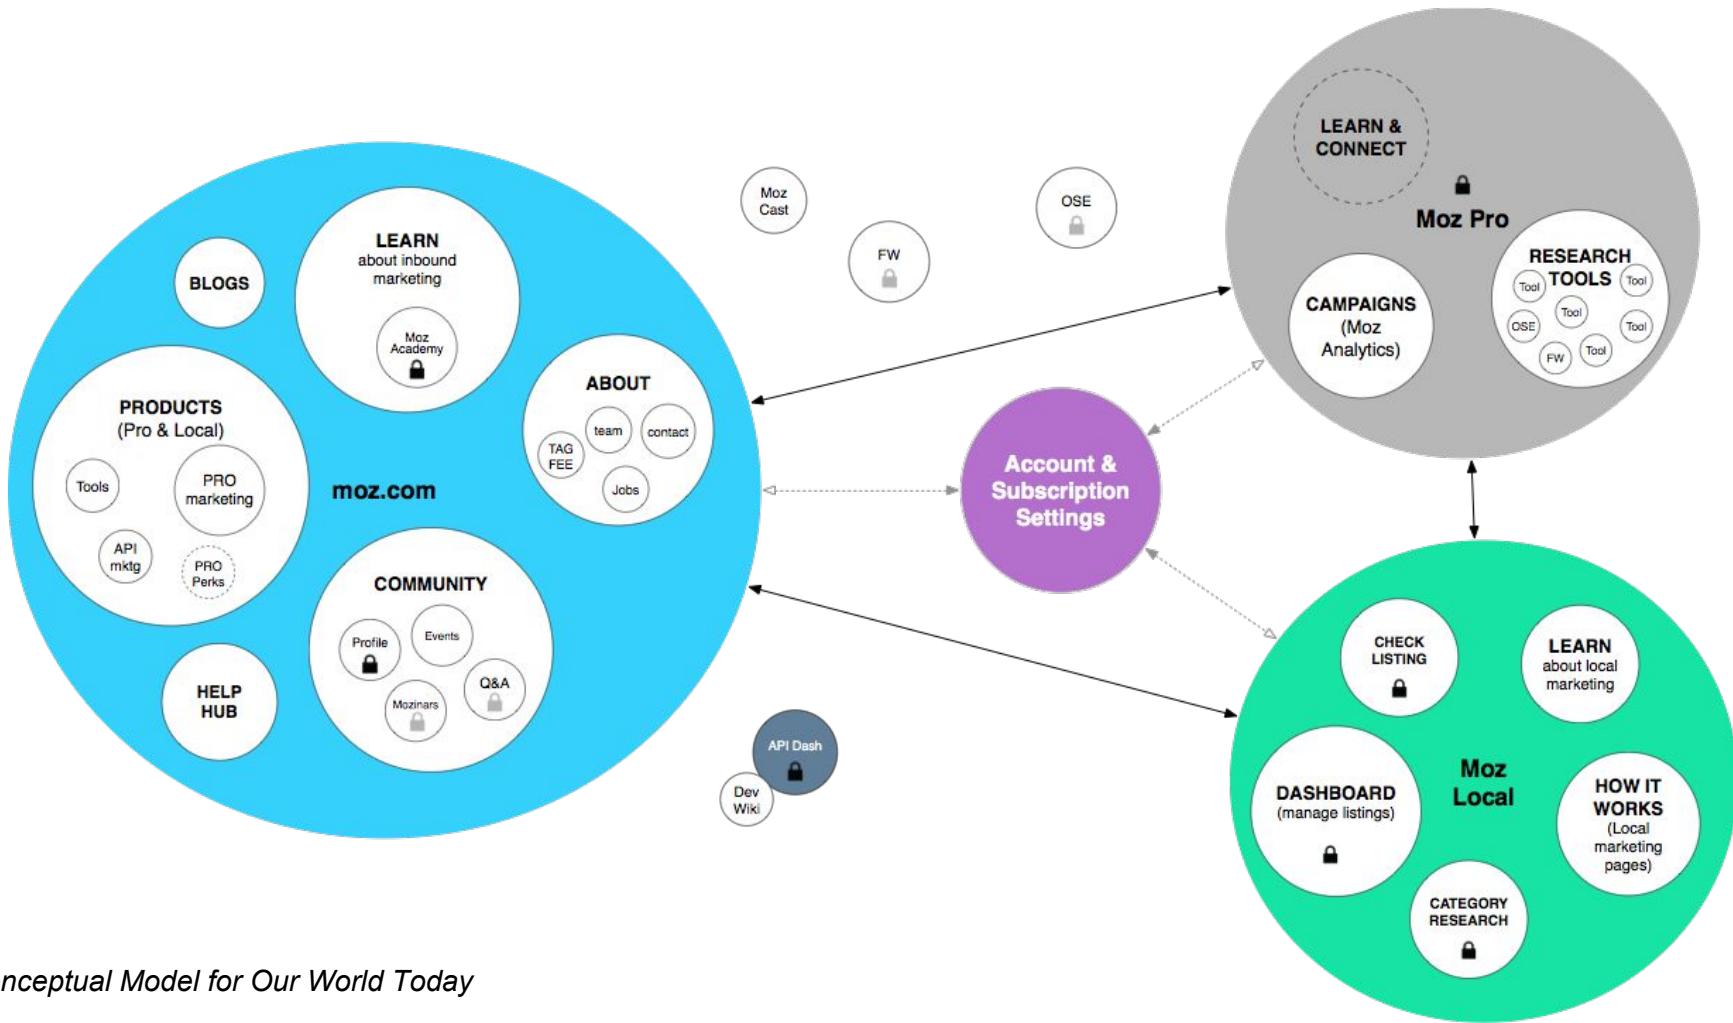 BLOGS
LEARN
about inbound
marketing
Moz
Academy
PRODUCTS
(Pro & Local)
Tools
PRO
marketing
API
mktg
PRO
Perks
moz.com
ABOUT
team
contact
TAG
FEE
Jobs
COMMUNITY
Profile
Events
Mozinars
Q&A
HELP
HUB
Moz
Cast
FW
OSE
Account &
Subscription
Settings
API Dash
Dev
Wiki
LEARN &
CONNECT
Moz Pro
CAMPAIGNS
(Moz
Analytics)
RESEARCH
TOOLS
Tool
Tool
Tool
OSE
Tool
FW
Tool
CHECK
LISTING
LEARN
about local
marketing
DASHBOARD
(manage listings)
Moz
Local
HOW IT
WORKS
(Local
marketing
pages)
CATEGORY
RESEARCH
nceptual Model for Our World Today